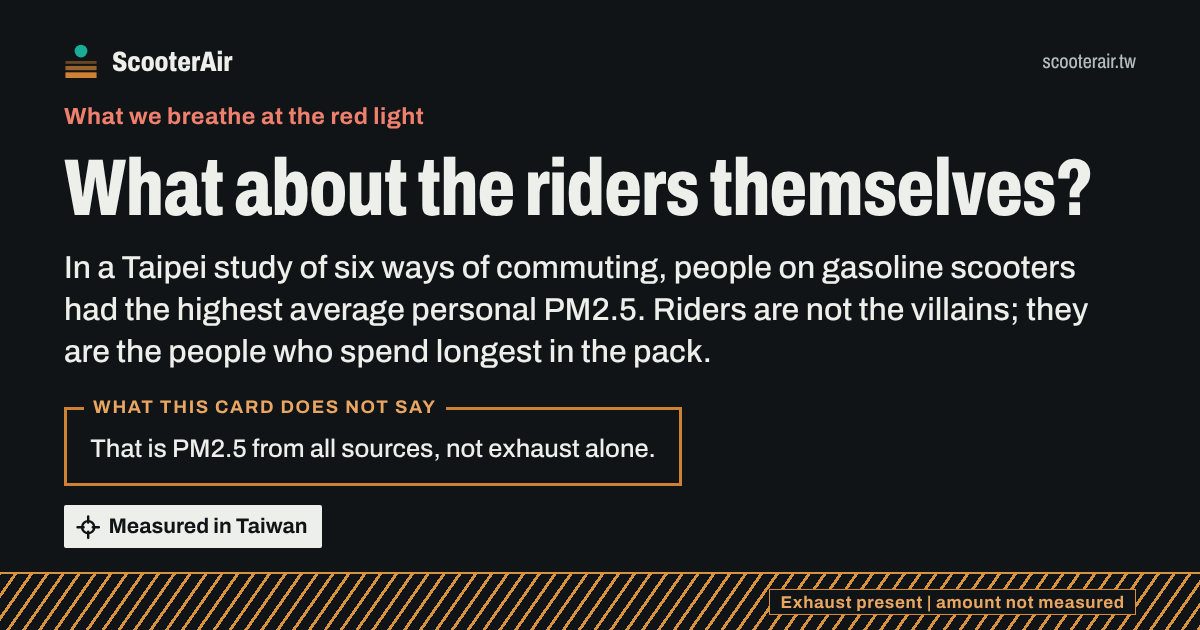 ScooterAir
scooterair.tw
What we breathe at the red light
What about the riders themselves?
In a Taipei study of six ways of commuting, people on gasoline scooters
had the highest average personal PM2.5. Riders are not the villains; they
are the people who spend longest in the pack.
WHAT THIS CARD DOES NOT SAY
That is PM2.5 from all sources, not exhaust alone.
Measured in Taiwan
Exhaust present | amount not measured